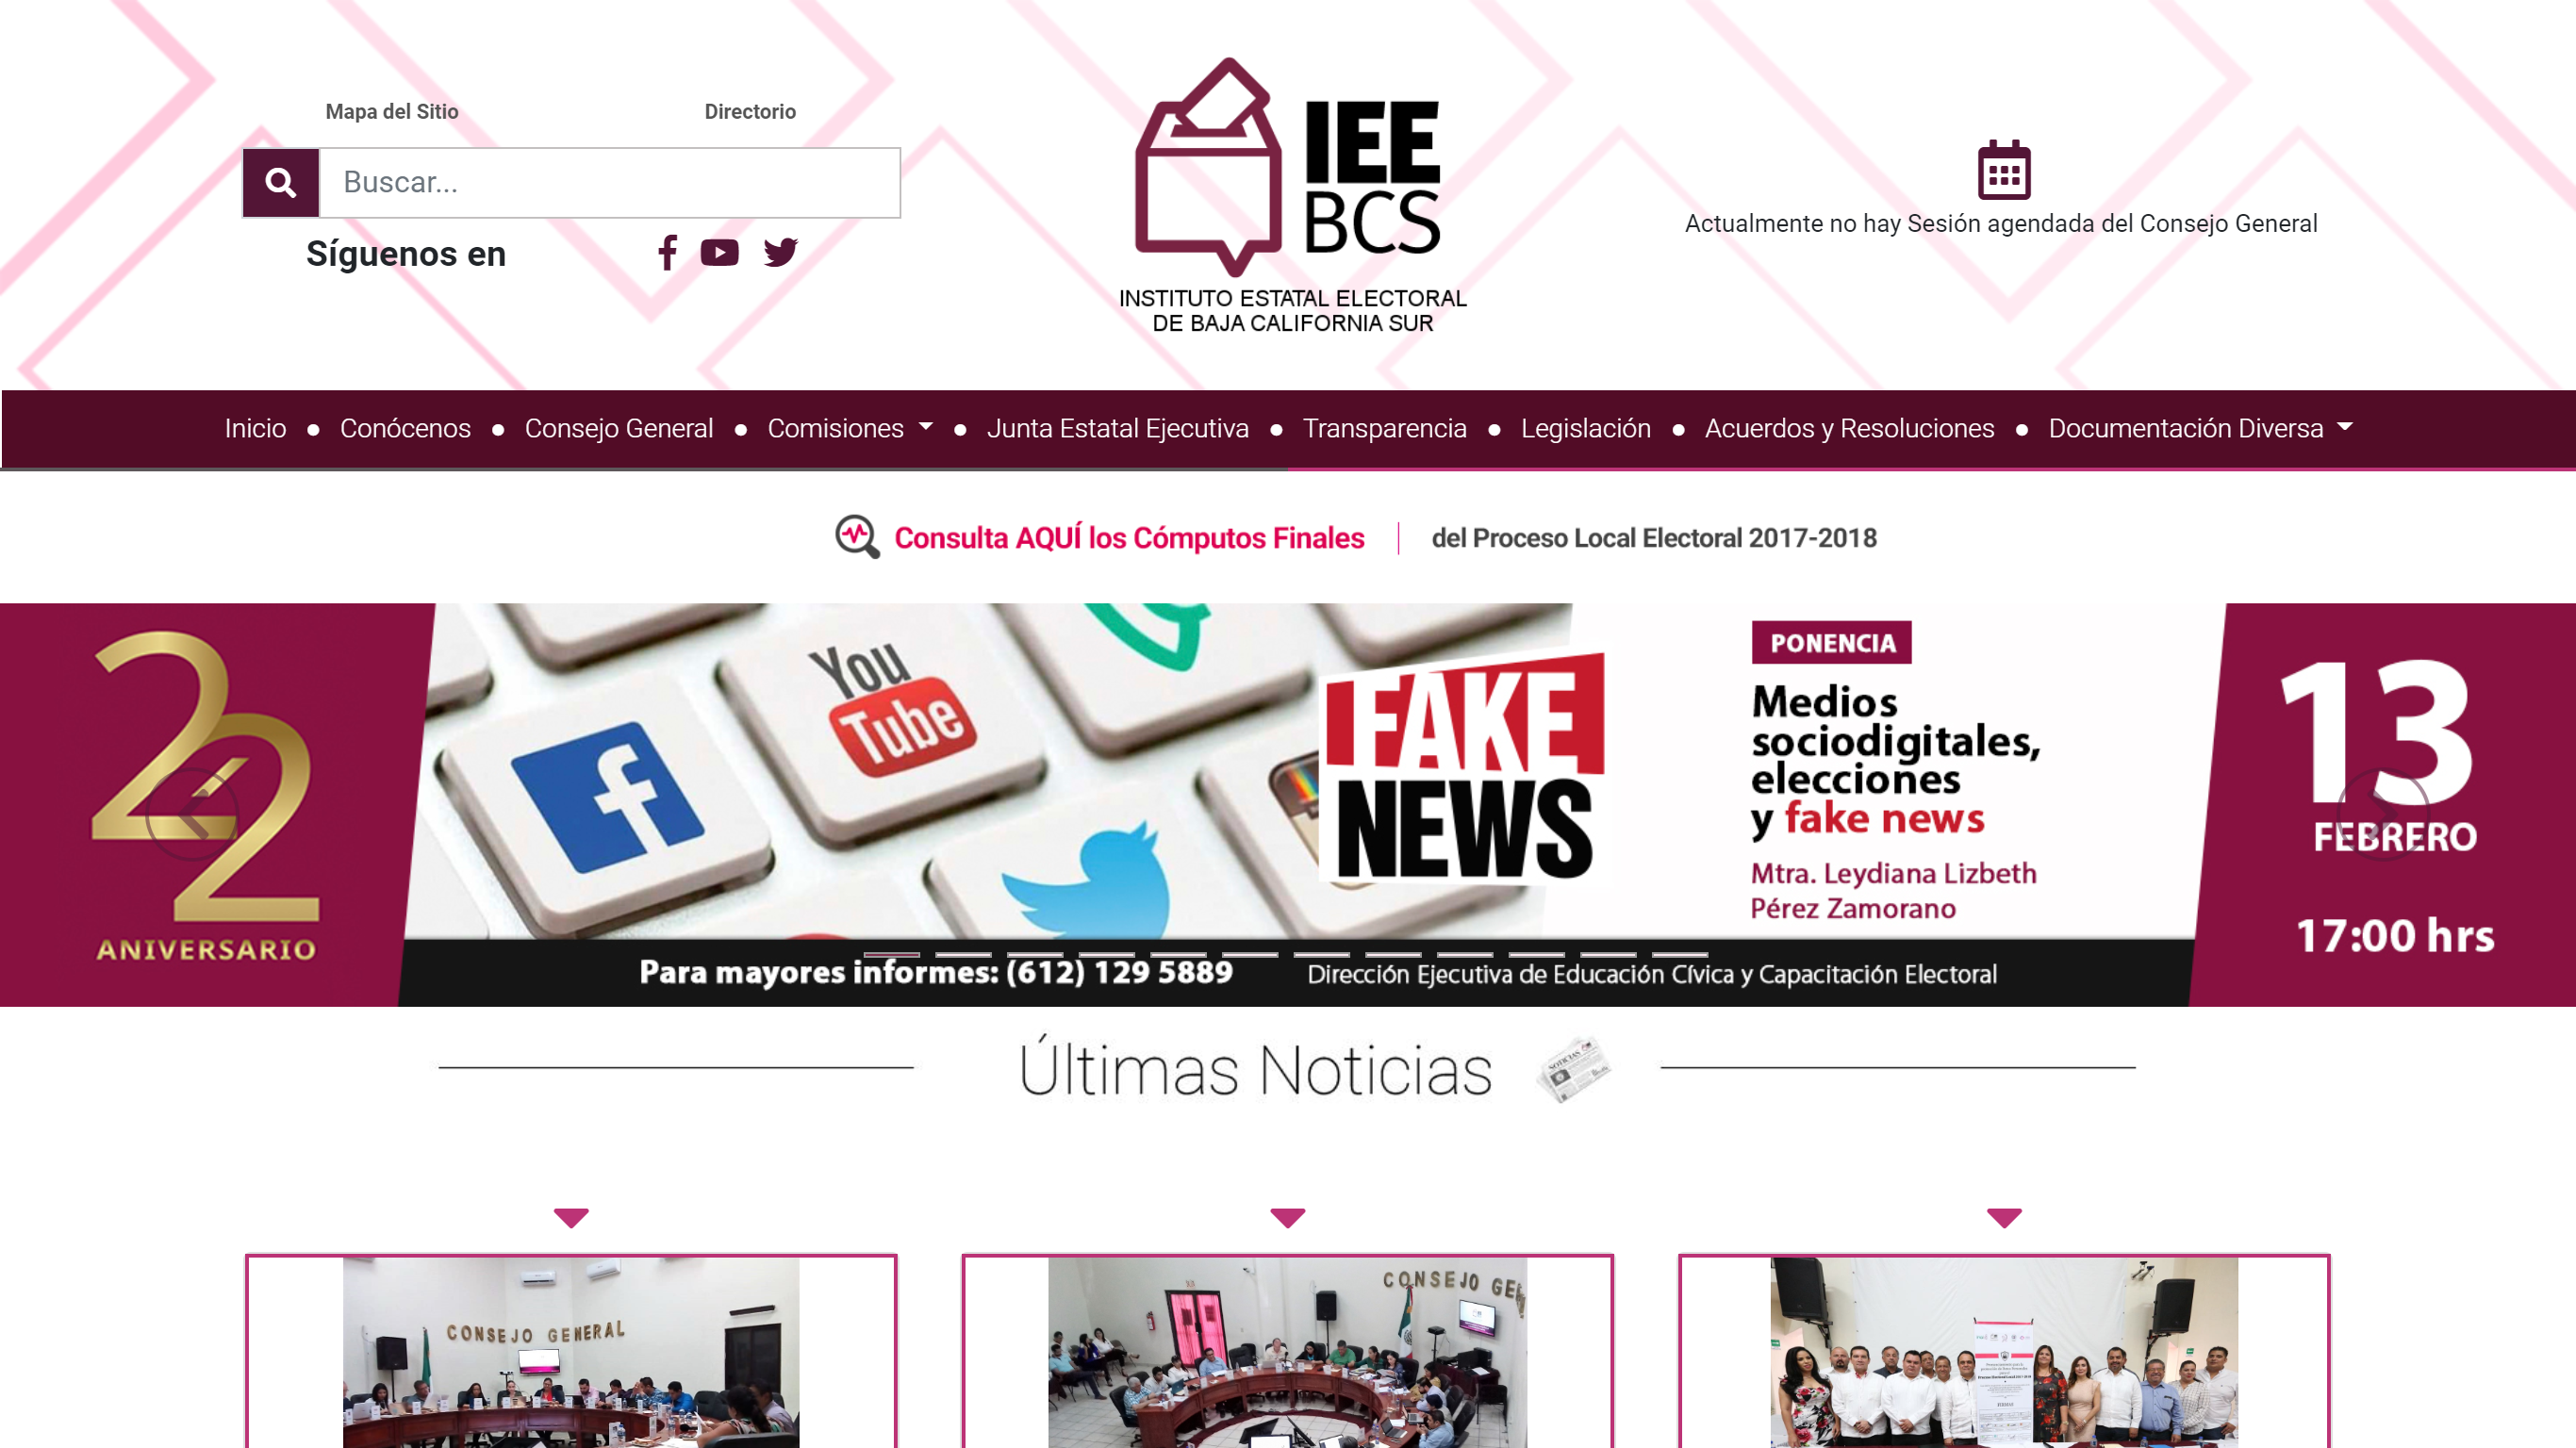 Mapa del Sitio
Directorio
Buscar...
Síguenos en
IEE
BCS
INSTITUTO ESTATAL ELECTORAL
DE BAJA CALIFORNIA SUR
Actualmente no hay Sesión agendada del Consejo General
Inicio
Conócenos
Consejo General
Comisiones
Junta Estatal Ejecutiva
Transparencia
Legislación
Acuerdos y Resoluciones
Documentación Diversa
Consulta AQUÍ los Cómputos Finales
del Proceso Local Electoral 2017-2018
22
ANIVERSARIO
You
Tube
f
FAKE
NEWS
PONENCIA
Medios
sociodigitales,
elecciones
y fake news
Mtra. Leydiana Lizbeth
Pérez Zamorano
13
FEBRERO
17:00 hrs
Para mayores informes: (612) 129 5889
Dirección Ejecutiva de Educación Cívica y Capacitación Electoral
Últimas Noticias
NOTICIAS
CONSEJO GENERAL
CONSEJO GE